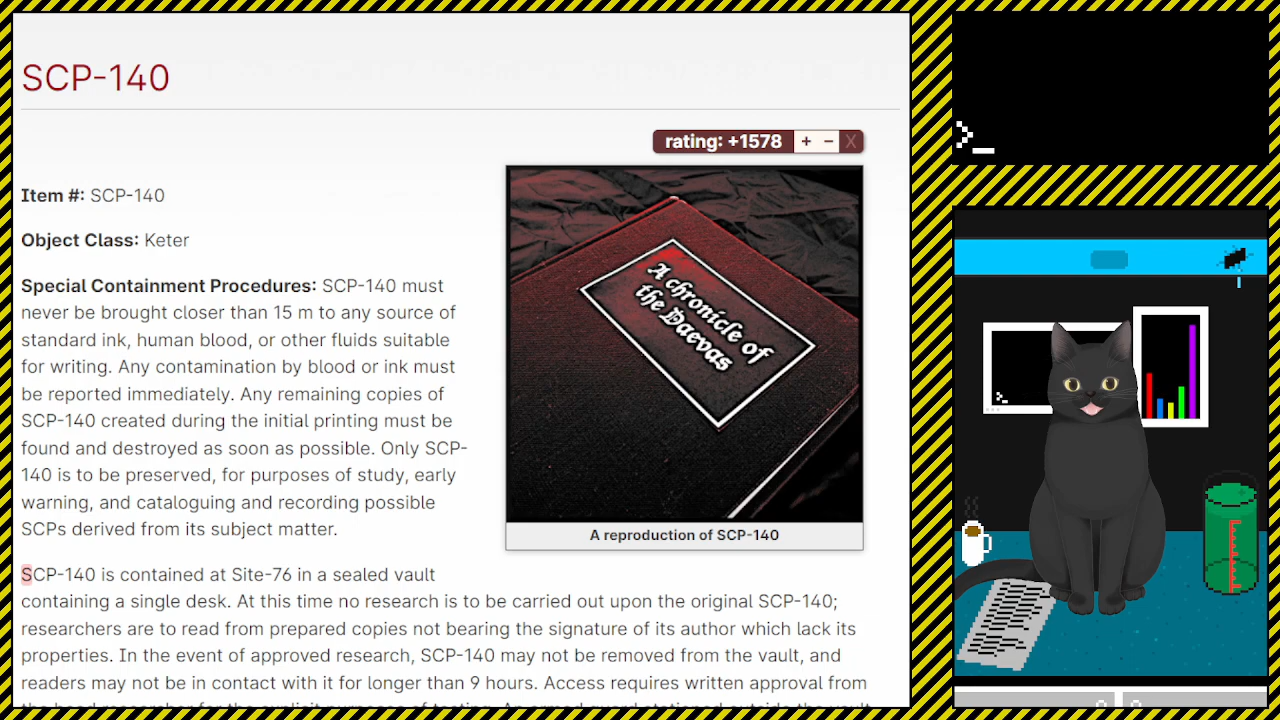 SCP-140
rating: +1578 + − X
Item #: SCP-140
Object Class: Keter
Special Containment Procedures: SCP-140 must
never be brought closer than 15 m to any source of
standard ink, human blood, or other fluids suitable
for writing. Any contamination by blood or ink must
be reported immediately. Any remaining copies of
SCP-140 created during the initial printing must be
found and destroyed as soon as possible. Only SCP-
140 is to be preserved, for purposes of study, early
warning, and cataloguing and recording possible
SCPs derived from its subject matter.
A chronicle of
the Daevas
A reproduction of SCP-140
SCP-140 is contained at Site-76 in a sealed vault
containing a single desk. At this time no research is to be carried out upon the original SCP-140;
researchers are to read from prepared copies not bearing the signature of its author which lack its
properties. In the event of approved research, SCP-140 may not be removed from the vault, and
readers may not be in contact with it for longer than 9 hours. Access requires written approval from
>_